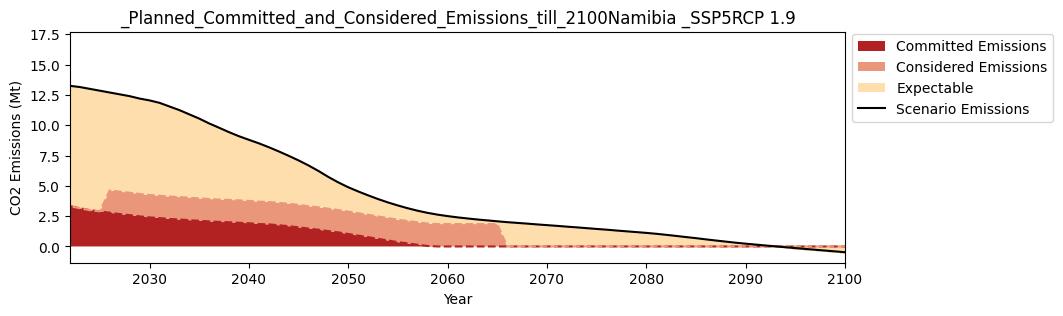 _Planned_Committed_and_Considered_Emissions_till_2100Namibia _SSP5RCP 1.9
17.5
15.0
12.5
10.0
7.5
5.0
2.5
0.0
CO2 Emissions (Mt)
2030
2040
2050
2060
2070
2080
2090
2100
Year
Committed Emissions
Considered Emissions
Expectable
Scenario Emissions